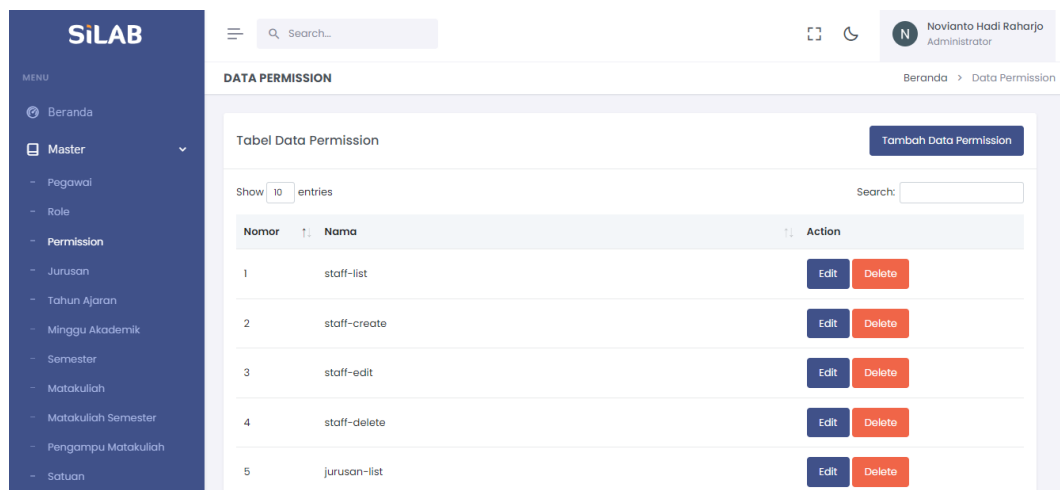 SiLAB
MENU
Beranda
Master
- Pegawai
- Role
- Permission
- Jurusan
- Tahun Ajaran
- Minggu Akademik
- Semester
- Matakuliah
- Matakuliah Semester
- Pengampu Matakuliah
- Satuan
Search...
N
Novianto Hadi Raharjo
Administrator
DATA PERMISSION
Beranda > Data Permission
Tabel Data Permission
Tambah Data Permission
Show 10 entries
Search:
Nomor Nama Action
1 staff-list Edit Delete
2 staff-create Edit Delete
3 staff-edit Edit Delete
4 staff-delete Edit Delete
5 jurusan-list Edit Delete